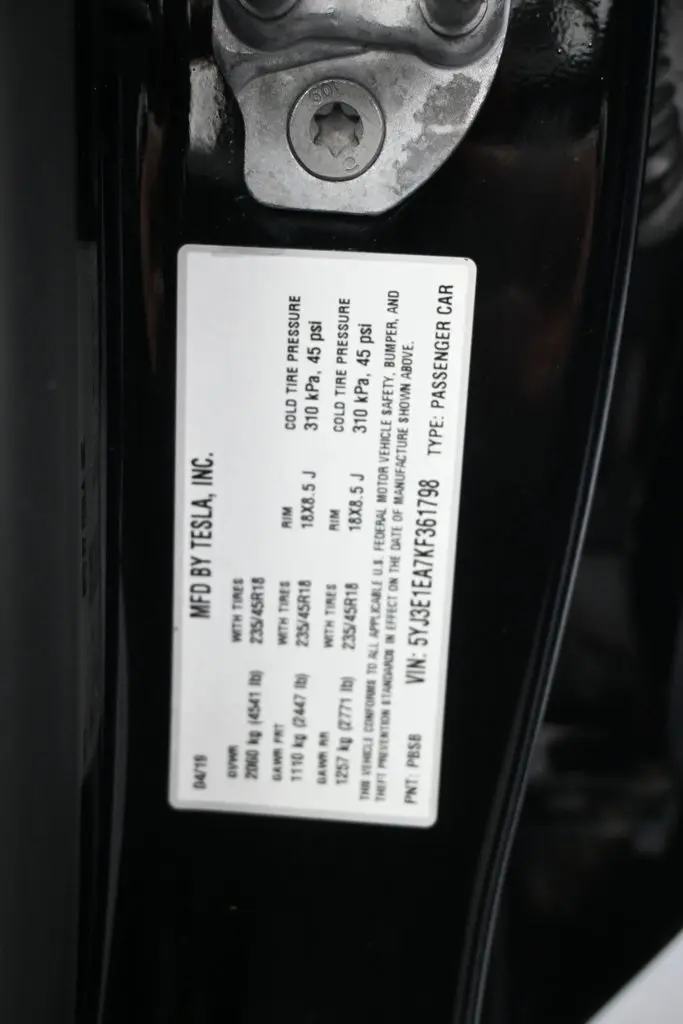 04/19 MFD BY TESLA, INC.
GVWR WITH TIRES
2060 kg (4541 lb) 235/45R18
GAWR FRT WITH TIRES RIM COLD TIRE PRESSURE
1110 kg (2447 lb) 235/45R18 18X8.5 J 310 kPa, 45 psi
GAWR RR WITH TIRES RIM COLD TIRE PRESSURE
1257 kg (2771 lb) 235/45R18 18X8.5 J 310 kPa, 45 psi
THIS VEHICLE CONFORMS TO ALL APPLICABLE U.S. FEDERAL MOTOR VEHICLE SAFETY, BUMPER, AND
THEFT PREVENTION STANDARDS IN EFFECT ON THE DATE OF MANUFACTURE SHOWN ABOVE.
PNT: PBSB VIN: 5YJ3E1EA7KF361798 TYPE: PASSENGER CAR